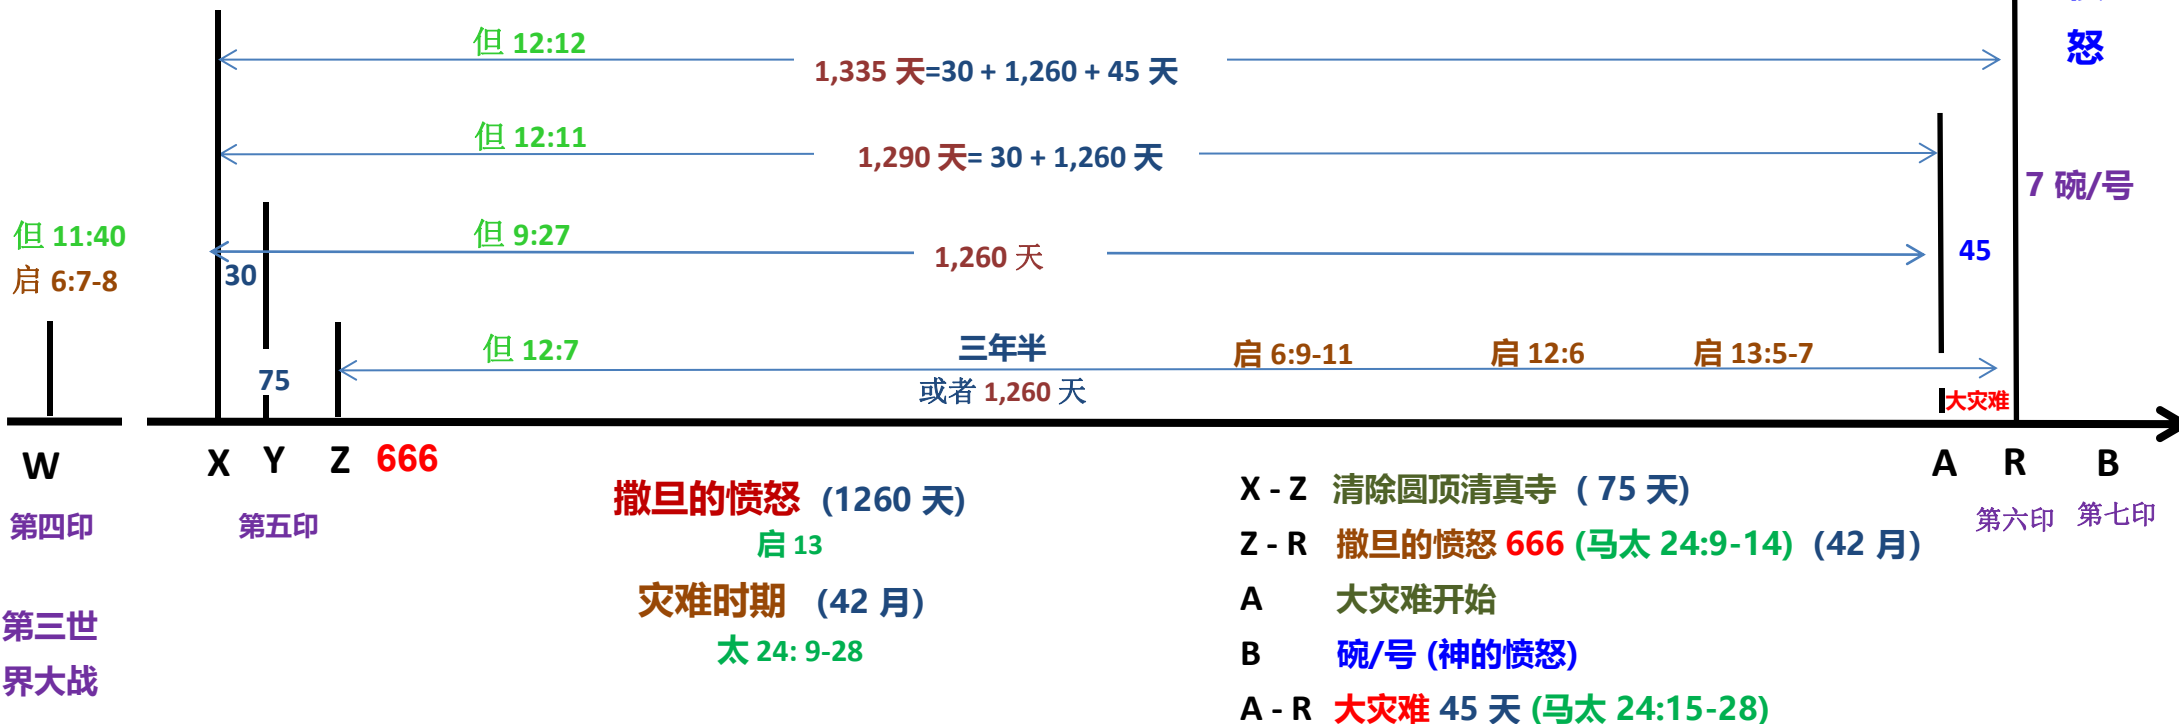 怒
但 12:12
1,335 天=30 + 1,260 + 45 天
但 12:11
1,290 天= 30 + 1,260 天
7 碗/号
但 11:40
但 9:27
1,260 天
45
启 6:7-8
30
但 12:7
三年半
启 6:9-11
启 12:6
启 13:5-7
75
或者 1,260 天
大灾难
W
X
Y
Z
666
A
R
B
第四印
第五印
第六印
第七印
撒旦的愤怒 (1260 天)
启 13
灾难时期 (42 月)
太 24: 9-28
第三世
界大战
X - Z 清除圆顶清真寺 ( 75 天)
Z - R 撒旦的愤怒 666 (马太 24:9-14) (42 月)
A 大灾难开始
B 碗/号 (神的愤怒)
A - R 大灾难 45 天 (马太 24:15-28)